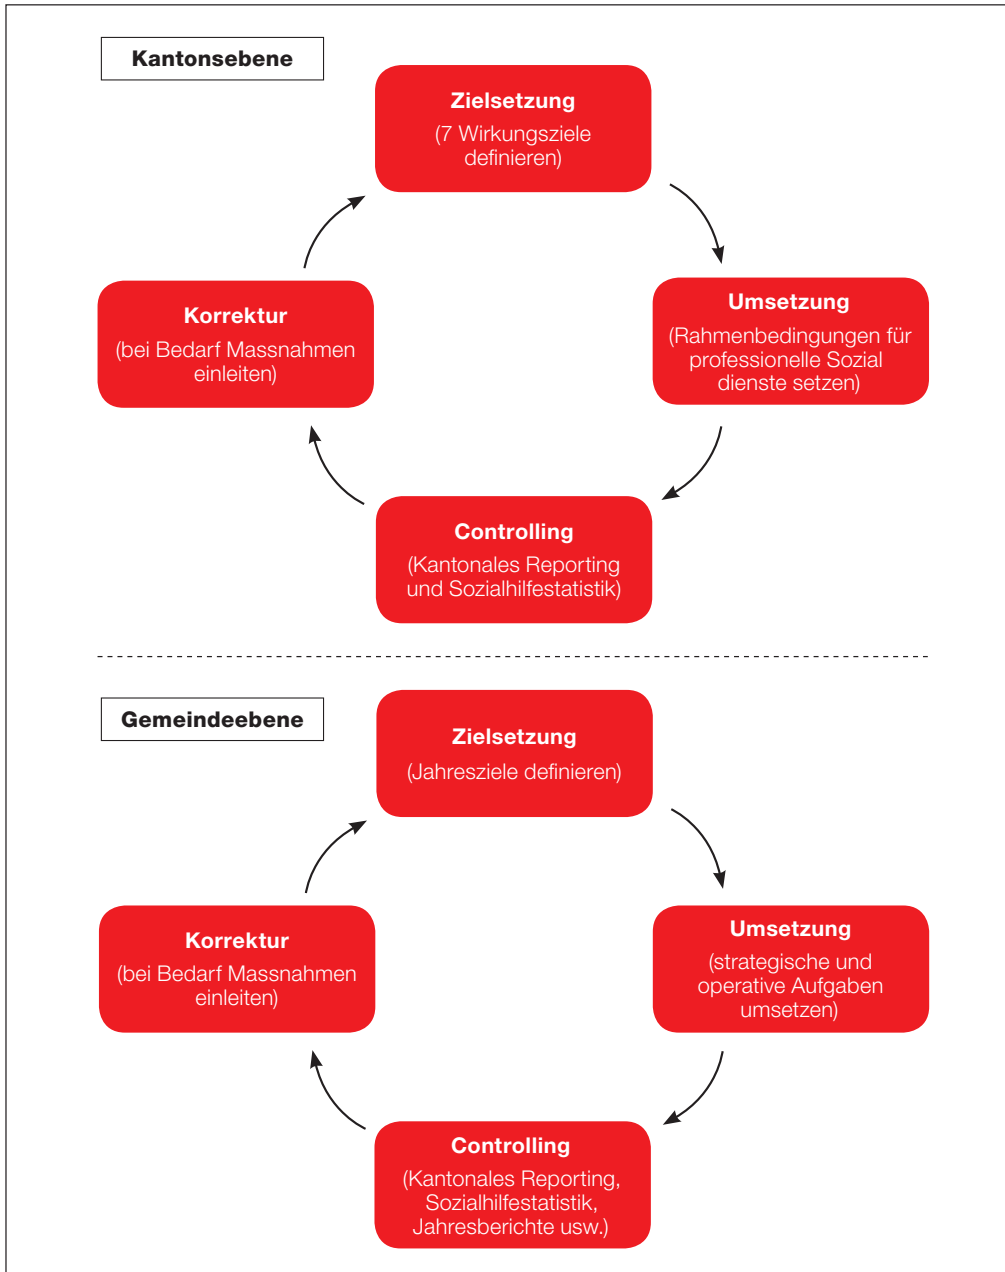 Kantonsebene
Zielsetzung
(7 Wirkungsziele
definieren)
Korrektur
(bei Bedarf Massnahmen
einleiten)
Umsetzung
(Rahmenbedingungen für
professionelle Sozial
dienste setzen)
Controlling
(Kantonales Reporting
und Sozialhilfestatistik)
Gemeindeebene
Zielsetzung
(Jahresziele definieren)
Korrektur
(bei Bedarf Massnahmen
einleiten)
Umsetzung
(strategische und
operative Aufgaben
umsetzen)
Controlling
(Kantonales Reporting,
Sozialhilfestatistik,
Jahresberichte usw.)